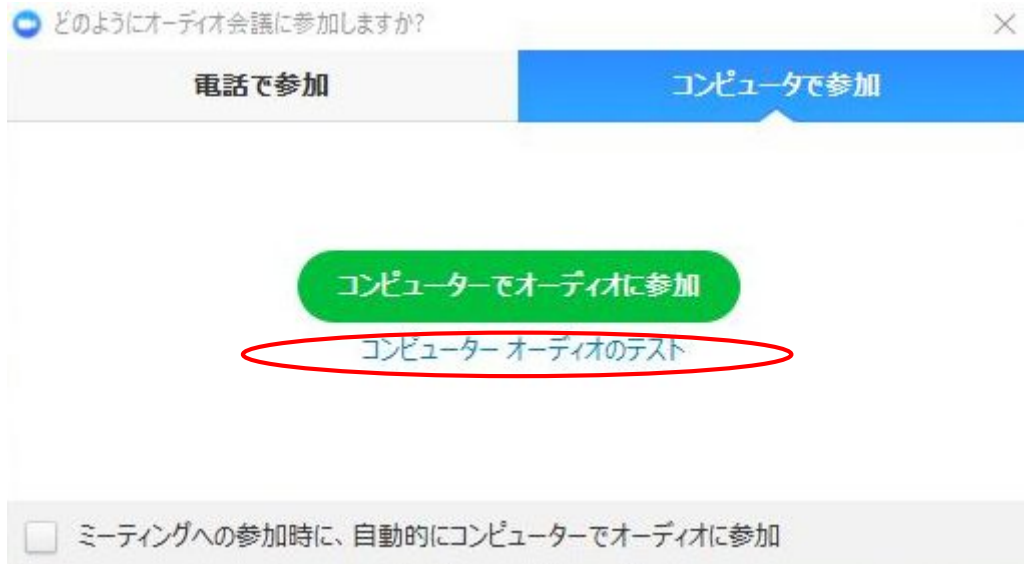 どのようにオーディオ会議に参加しますか?
電話で参加
コンピュータで参加
コンピューターでオーディオに参加
コンピューター オーディオのテスト
ミーティングへの参加時に、自動的にコンピューターでオーディオに参加